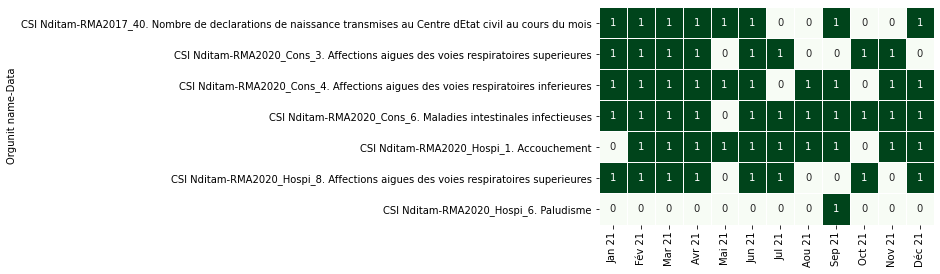 Orgunit name-Data
CSI Nditam-RMA2017_40. Nombre de declarations de naissance transmises au Centre dEtat civil au cours du mois 1 1 1 1 1 1 0 0 1 0 0 1
CSI Nditam-RMA2020_Cons_3. Affections aigues des voies respiratoires superieures 1 1 1 1 0 1 1 0 0 1 1 0
CSI Nditam-RMA2020_Cons_4. Affections aigues des voies respiratoires inferieures 1 1 1 1 1 1 0 1 1 0 1 1
CSI Nditam-RMA2020_Cons_6. Maladies intestinales infectieuses 1 1 1 1 0 1 1 1 1 1 1 1
CSI Nditam-RMA2020_Hospi_1. Accouchement 0 1 1 1 1 1 1 1 1 0 1 1
CSI Nditam-RMA2020_Hospi_8. Affections aigues des voies respiratoires superieures 1 1 1 1 0 1 1 0 0 1 0 1
CSI Nditam-RMA2020_Hospi_6. Paludisme 0 0 0 0 0 0 0 0 1 0 0 0
Jan 21 Fév 21 Mar 21 Avr 21 Mai 21 Jun 21 Jul 21 Aou 21 Sep 21 Oct 21 Nov 21 Déc 21